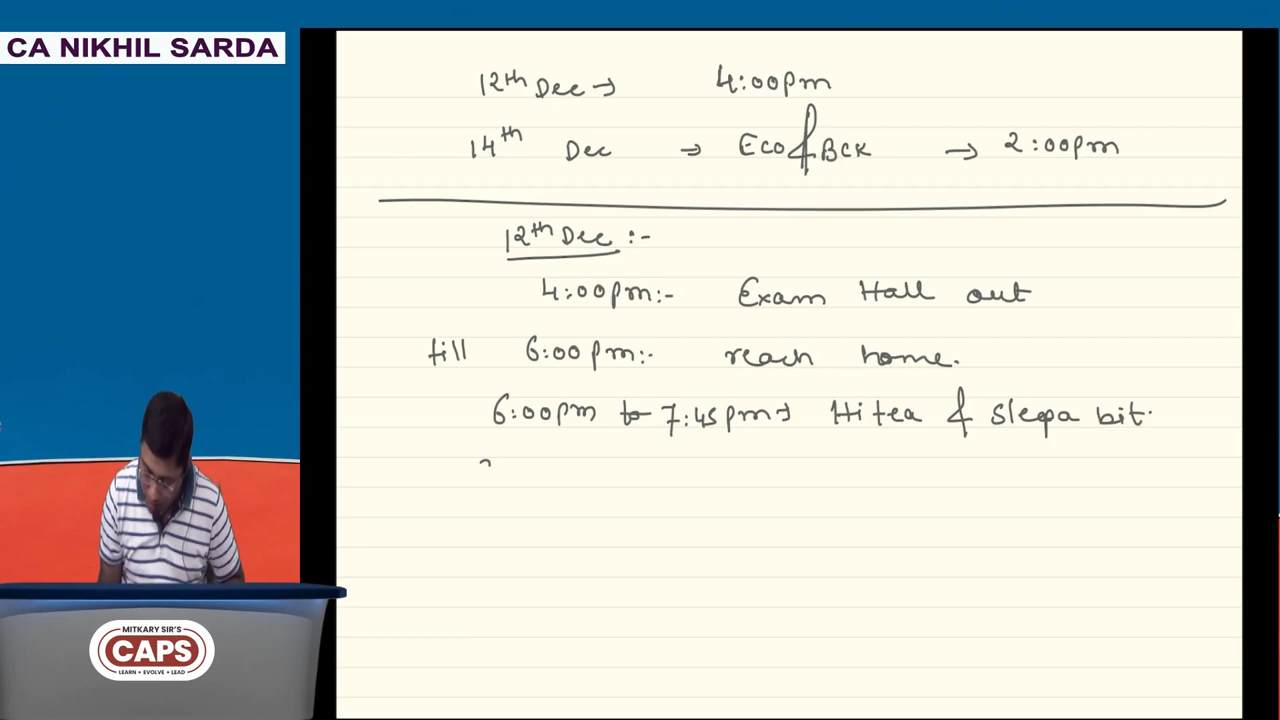 CA NIKHIL SARDA
12th Dec → 4:00pm
14th Dec → Eco & BCK → 2:00pm
12th Dec :-
4:00pm:- Exam Hall out
till 6:00pm:- reach home.
6:00pm to 7:45pm → Hi tea & Sleep a bit.
MITKARY SIR'S
CAPS
LEARN • EVOLVE • LEAD